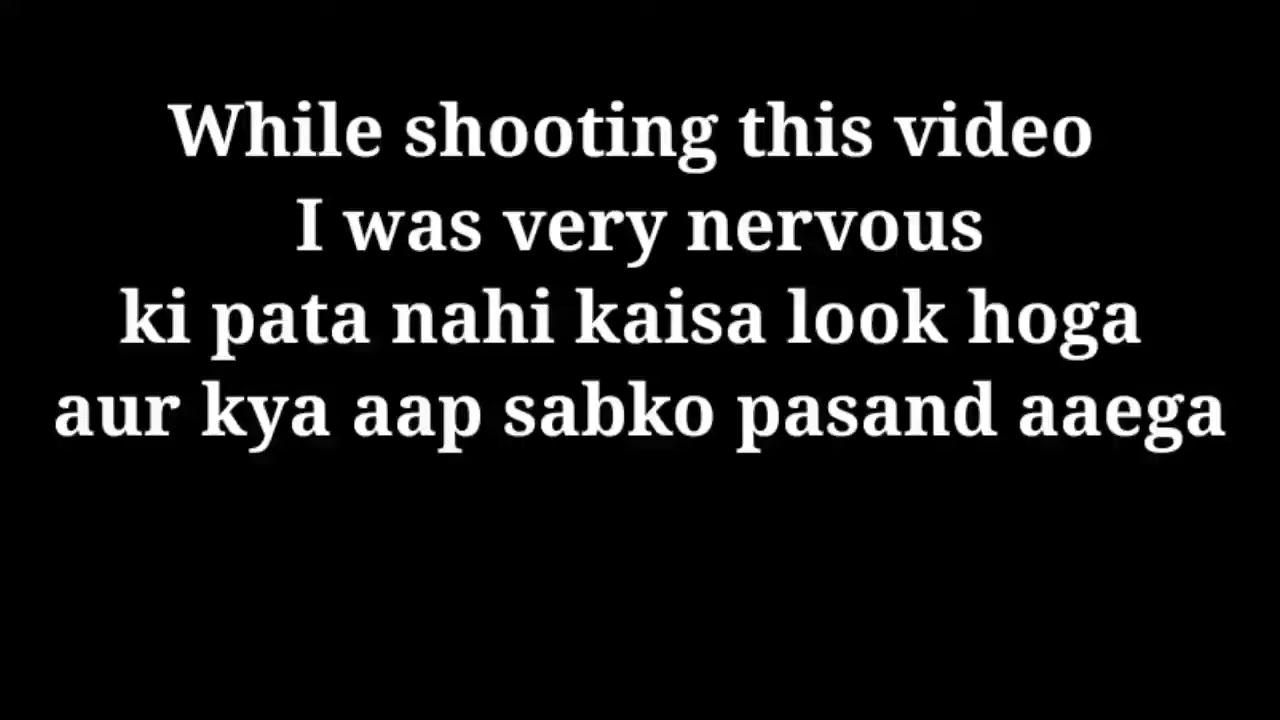 While shooting this video
I was very nervous
ki pata nahi kaisa look hoga
aur kya aap sabko pasand aaega